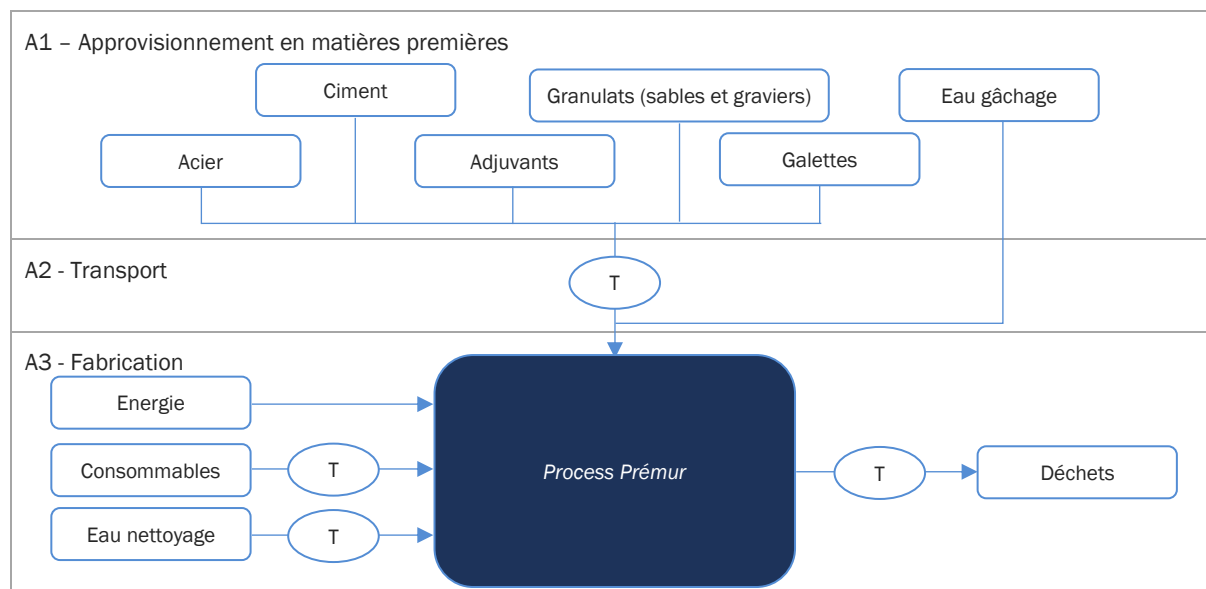 A1 – Approvisionnement en matières premières
Ciment
Granulats (sables et graviers)
Eau gâchage
Acier
Adjuvants
Galettes
A2 - Transport
T
A3 - Fabrication
Energie
Consommables
T
Process Prémur
T
Déchets
Eau nettoyage
T